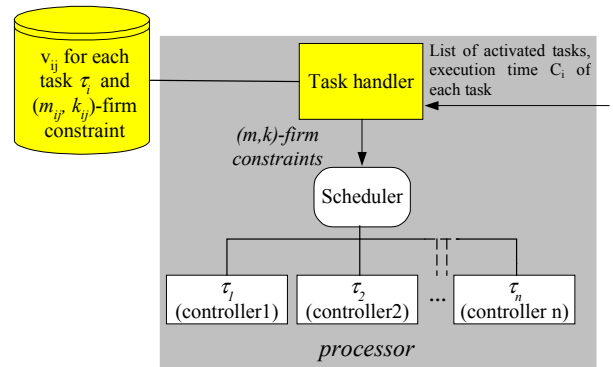 v_ij for each
task τ_i and
(m_ij, k_ij)-firm
constraint
Task handler
List of activated tasks,
execution time C_i of
each task
(m,k)-firm
constraints
Scheduler
τ_1
(controller1)
τ_2
(controller2)
...
τ_n
(controller n)
processor